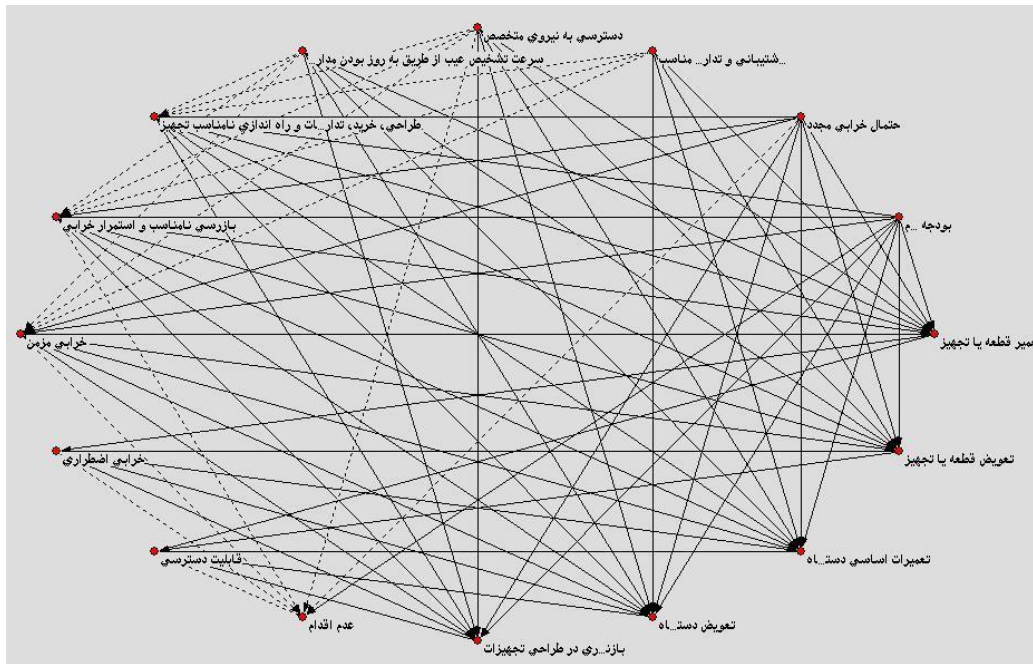 دسترسي به نيروي متخصص
سرعت تشخيص عيب از طريق به روز بودن مدار...
شتيباني و تدار... مناسب...
طراحي، خريد، تدار...ات و راه اندازي نامناسب تجهيز
حتمال خرابي مجدد
بازرسي نامناسب و استمرار خرابي
بودجه ...م
خرابي مزمن
عمير قطعه يا تجهيز
خرابي اضطراري
تعويض قطعه يا تجهيز
قابليت دسترسي
تعميرات اساسي دست...اه
عدم اقدام
تعويض دست...اه
بازن...ري در طراحي تجهيزات